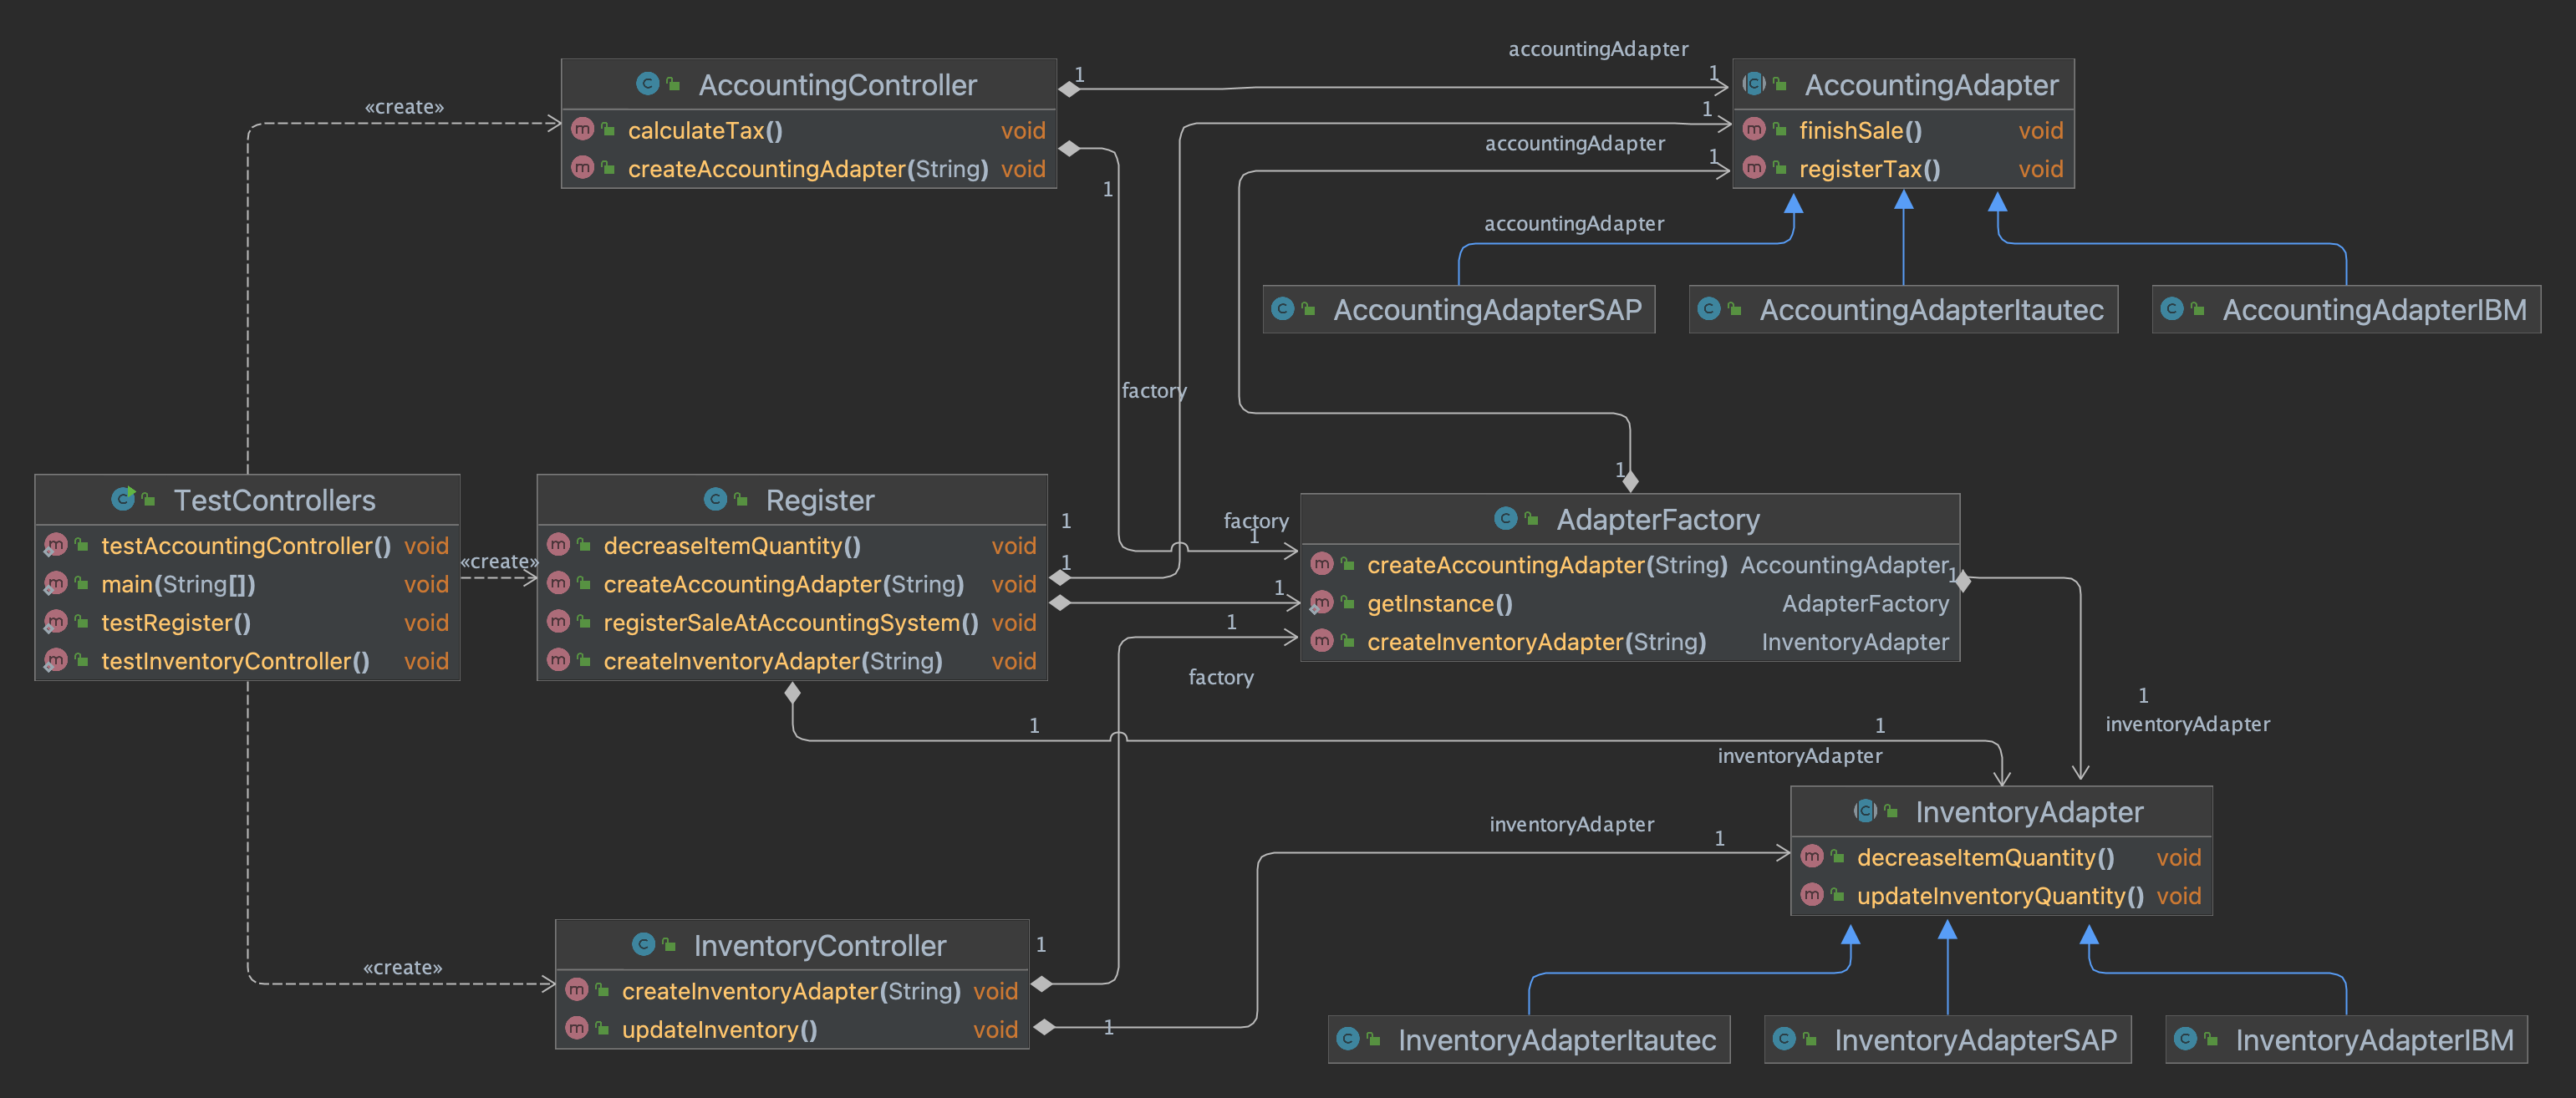 accountingAdapter
AccountingController
1
1
AccountingAdapter
«create»
1
calculateTax() void
finishSale() void
accountingAdapter
1
createAccountingAdapter(String) void
registerTax() void
1
accountingAdapter
AccountingAdapterSAP
AccountingAdapterItautec
AccountingAdapterIBM
factory
1
TestControllers
Register
1
factory
1
AdapterFactory
testAccountingController() void
main(String[]) void
testRegister() void
testInventoryController() void
«create»
decreaseItemQuantity() void
createAccountingAdapter(String) void
registerSaleAtAccountingSystem() void
createInventoryAdapter(String) void
1
1
1
factory
createAccountingAdapter(String) AccountingAdapter
getInstance() AdapterFactory
createInventoryAdapter(String) InventoryAdapter
1
1
inventoryAdapter
1
1
inventoryAdapter
inventoryAdapter
1
InventoryAdapter
decreaseItemQuantity() void
updateInventoryQuantity() void
«create»
InventoryController
1
createInventoryAdapter(String) void
updateInventory() void
1
InventoryAdapterItautec
InventoryAdapterSAP
InventoryAdapterIBM